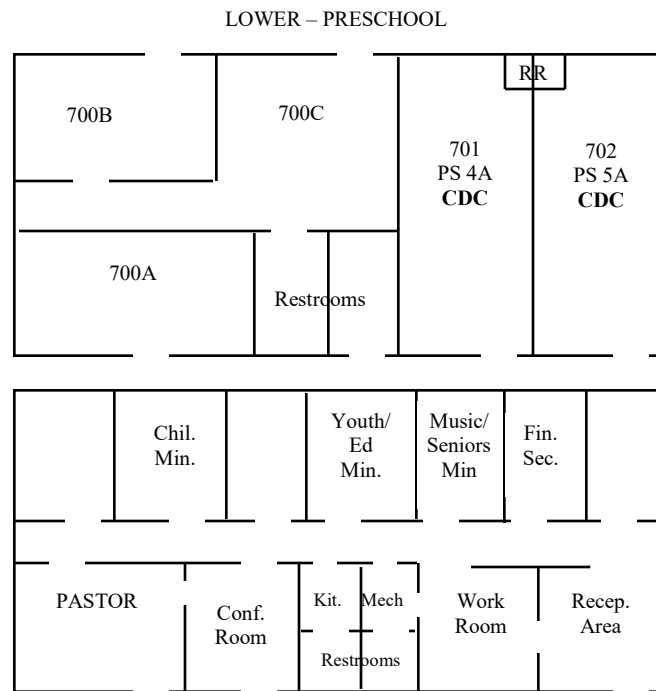 LOWER – PRESCHOOL
RR
700B
700C
701
PS 4A
CDC
702
PS 5A
CDC
700A
Restrooms
Chil.
Min.
Youth/
Ed
Min.
Music/
Seniors
Min
Fin.
Sec.
PASTOR
Conf.
Room
Kit.
Mech
Work
Room
Recep.
Area
Restrooms